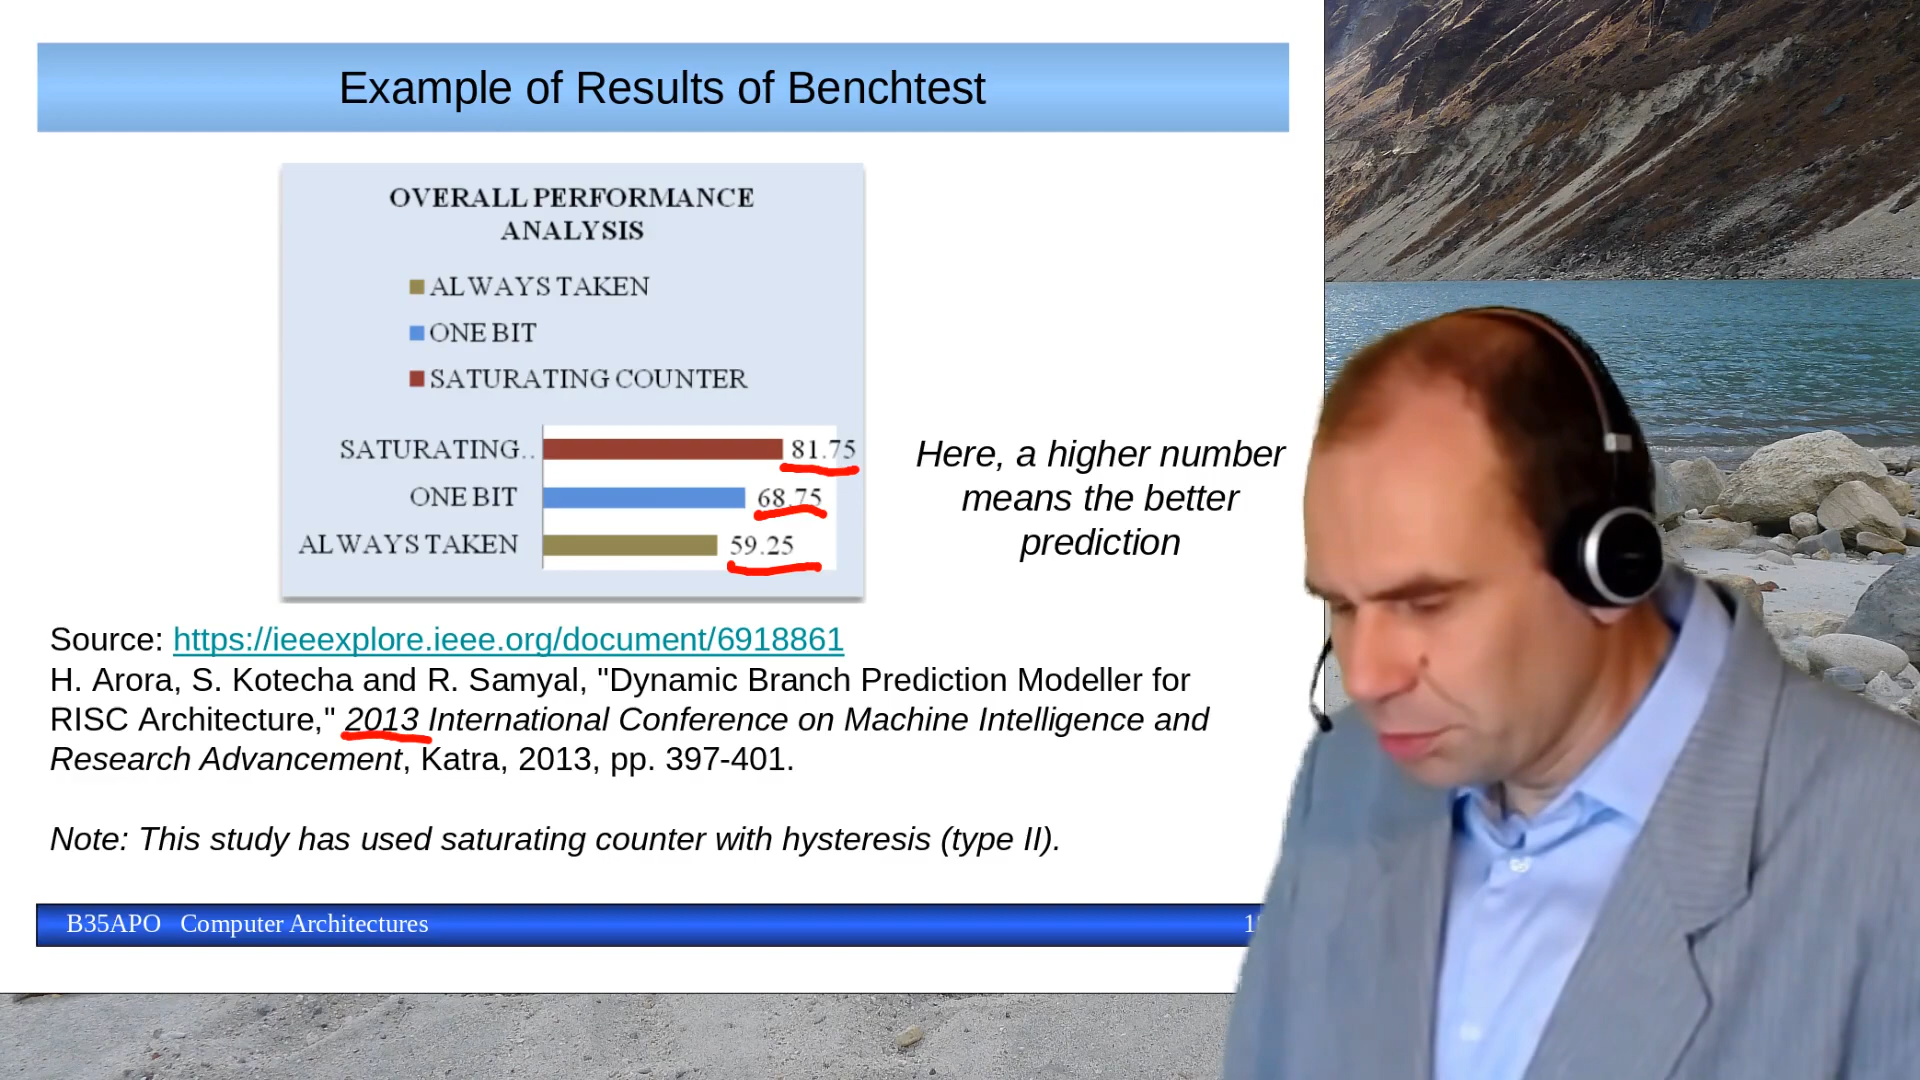 Example of Results of Benchtest
OVERALL PERFORMANCE
ANALYSIS
ALWAYS TAKEN
ONE BIT
SATURATING COUNTER
SATURATING..
81.75
ONE BIT
68.75
ALWAYS TAKEN
59.25
Here, a higher number
means the better
prediction
Source: https://ieeexplore.ieee.org/document/6918861
H. Arora, S. Kotecha and R. Samyal, "Dynamic Branch Prediction Modeller for
RISC Architecture," 2013 International Conference on Machine Intelligence and
Research Advancement, Katra, 2013, pp. 397-401.
Note: This study has used saturating counter with hysteresis (type II).
B35APO Computer Architectures